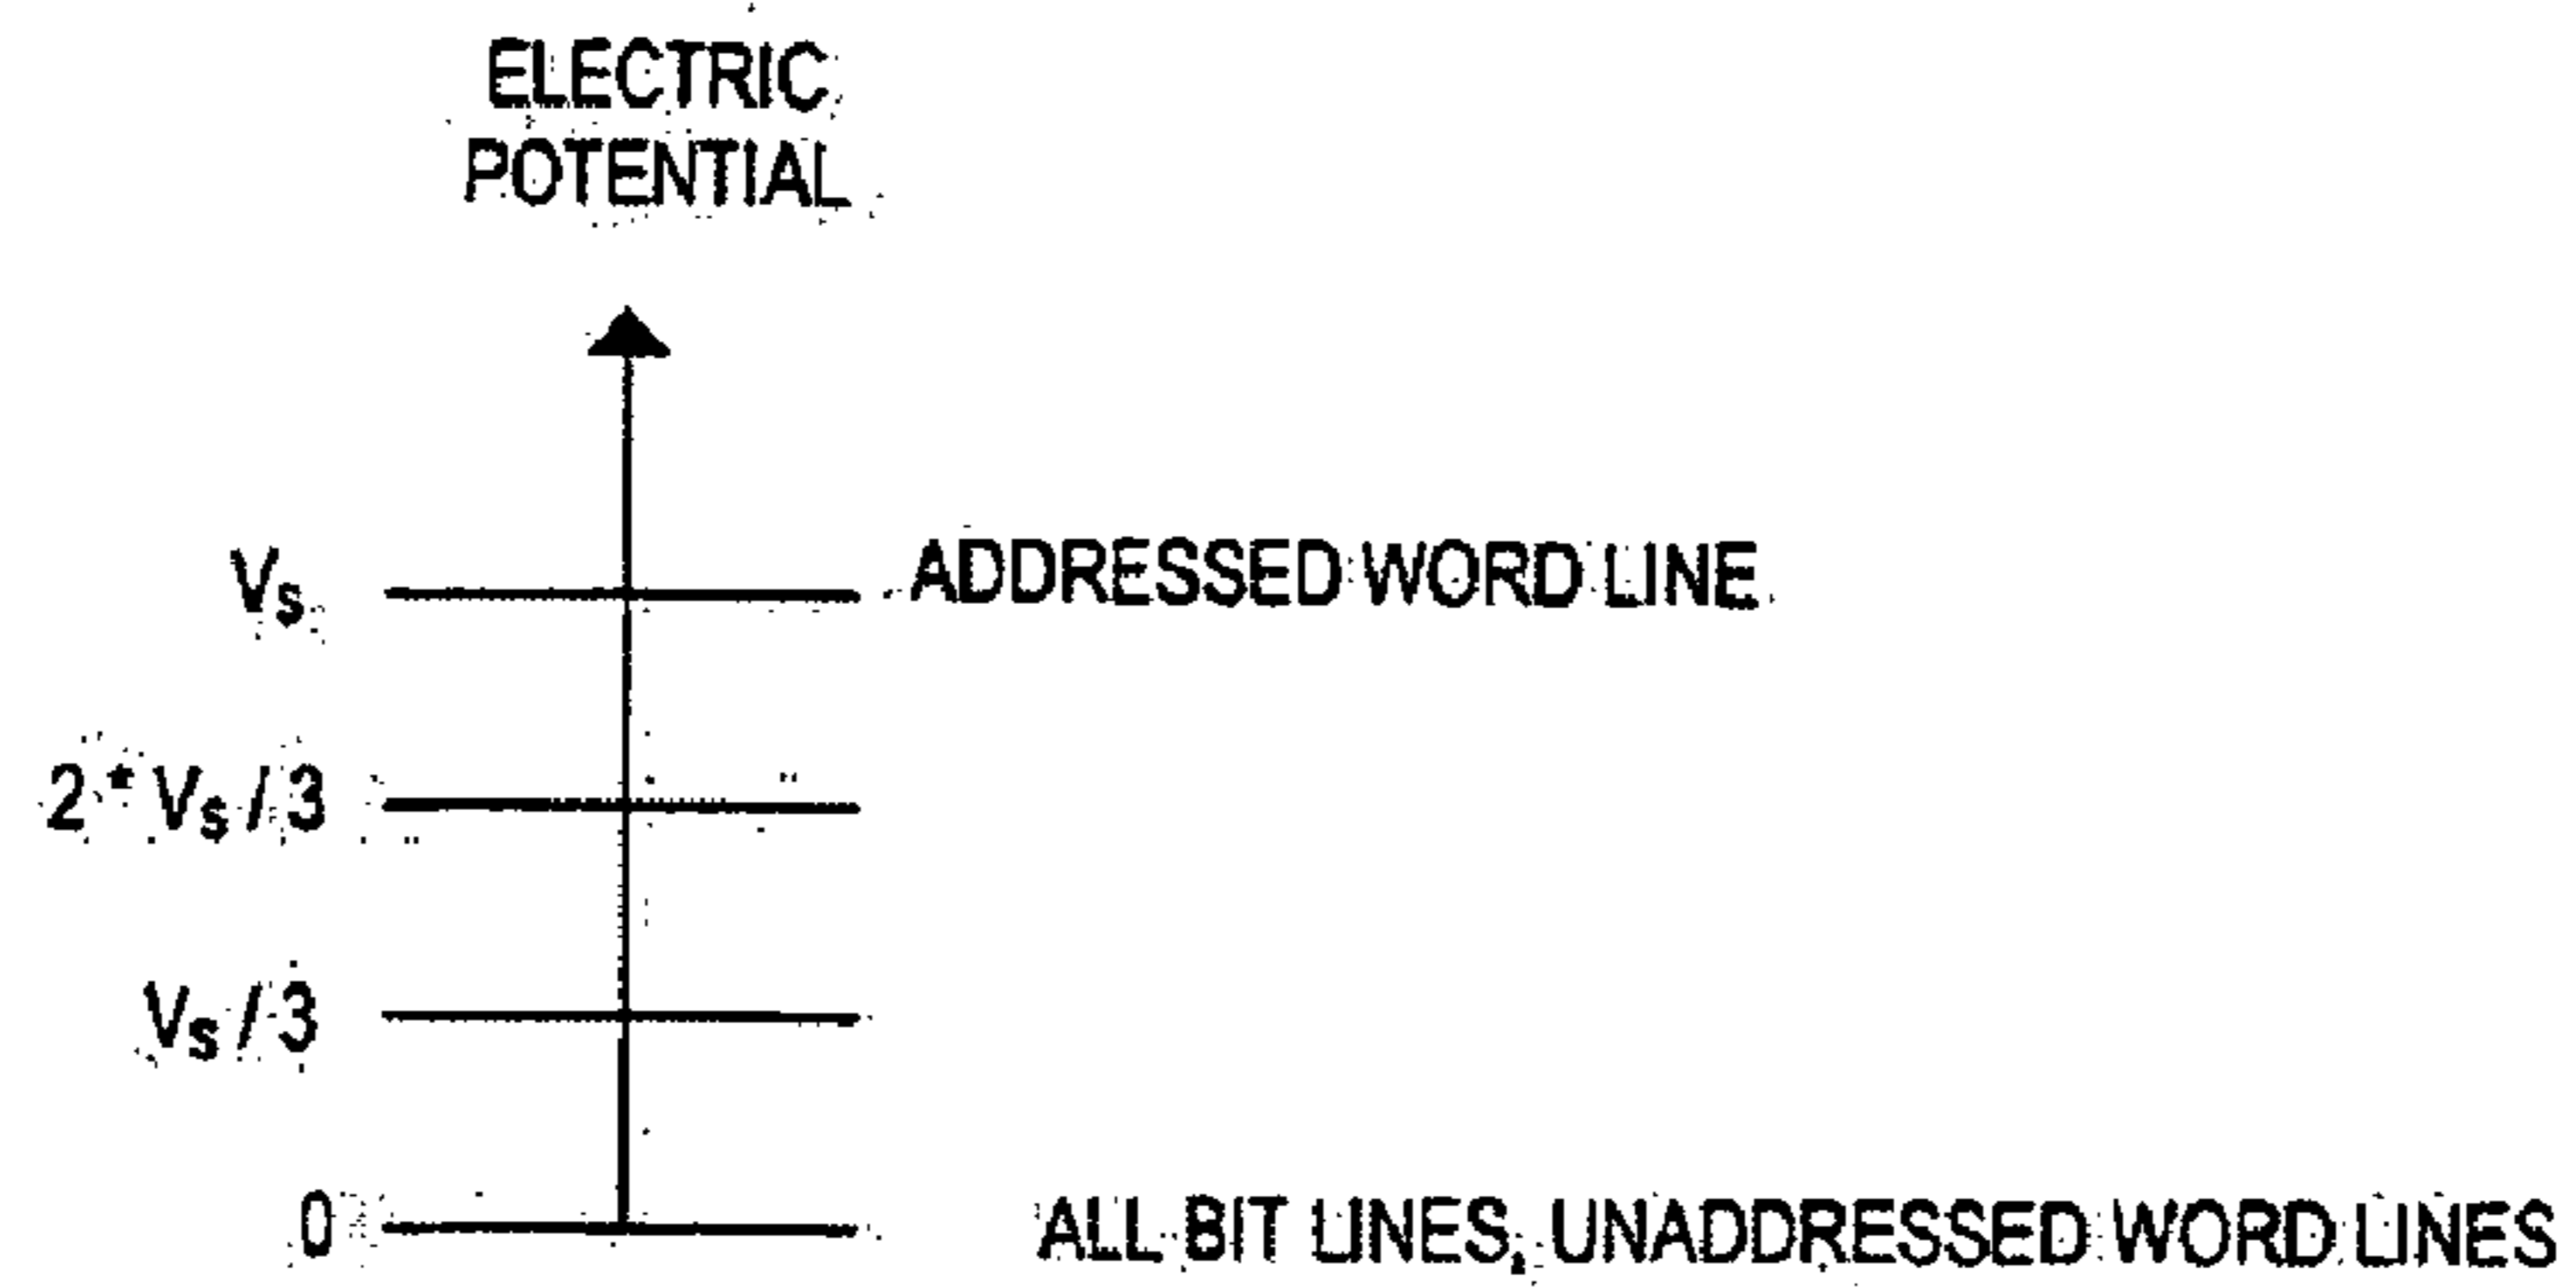 ELECTRIC
POTENTIAL
Vs ADDRESSED WORD LINE
2 * Vs / 3
Vs / 3
0 ALL BIT LINES, UNADDRESSED WORD LINES